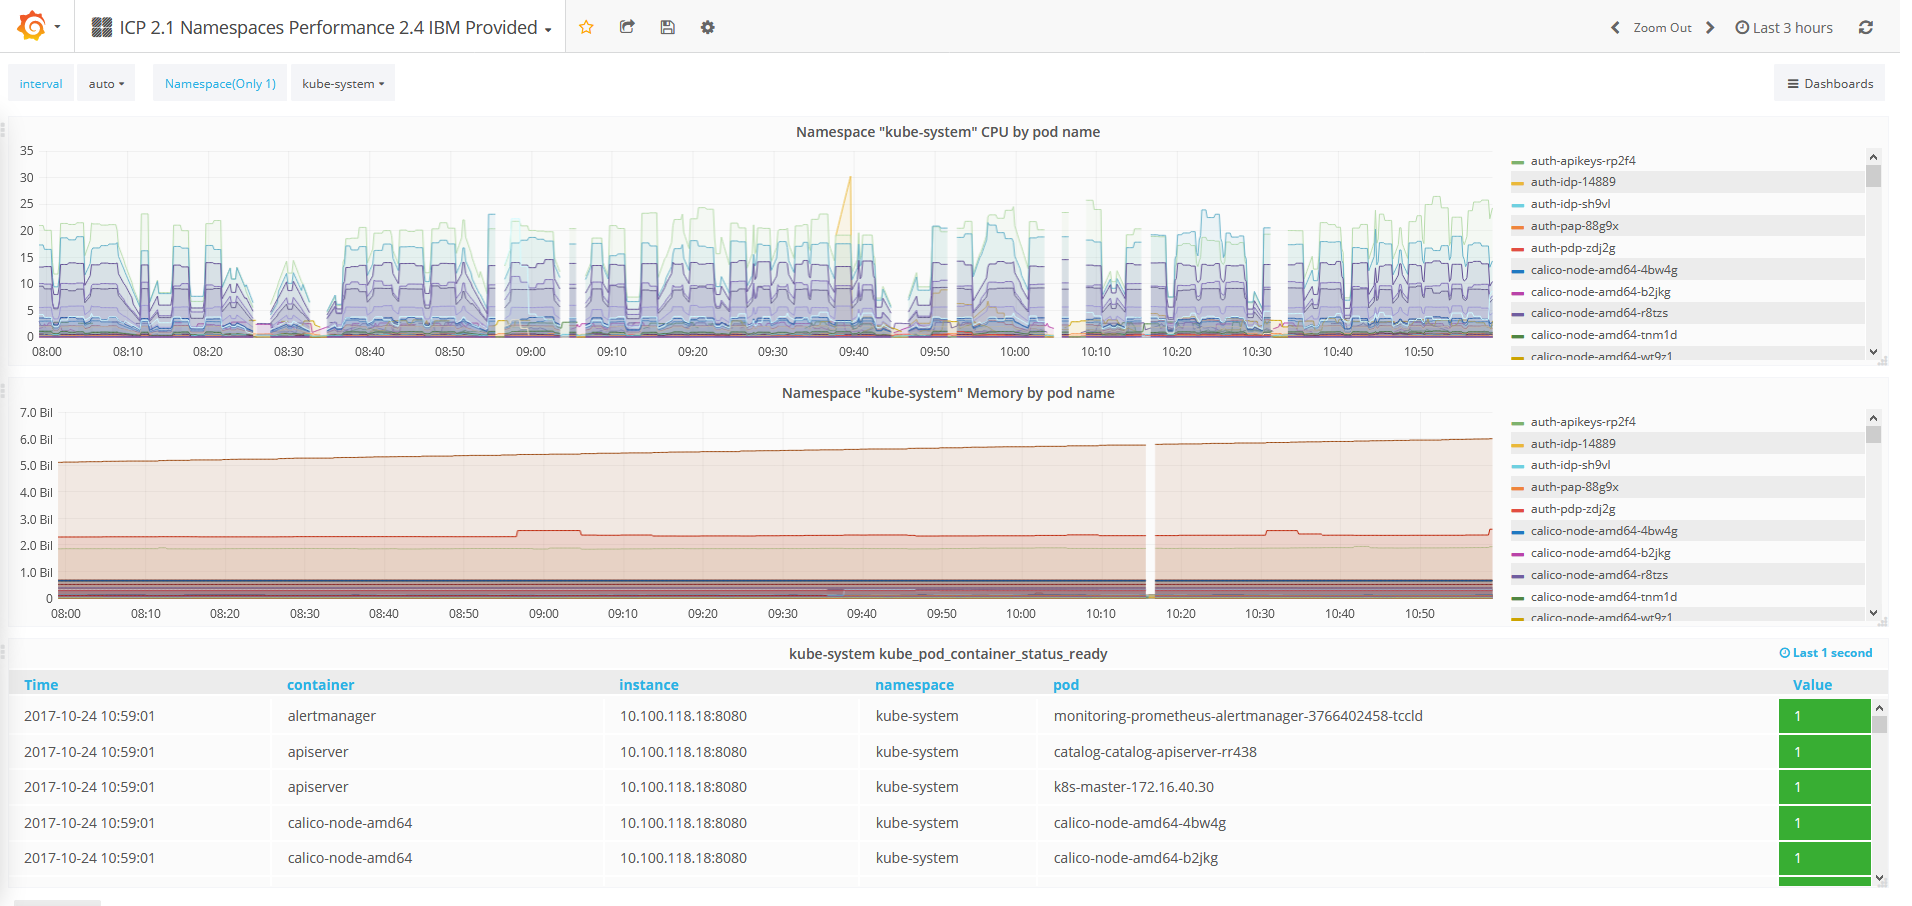 ICP 2.1 Namespaces Performance 2.4 IBM Provided
Zoom Out
Last 3 hours
interval
auto
Namespace(Only 1)
kube-system
Dashboards
Namespace "kube-system" CPU by pod name
35
30
25
20
15
10
5
0
08:00 08:10 08:20 08:30 08:40 08:50 09:00 09:10 09:20 09:30 09:40 09:50 10:00 10:10 10:20 10:30 10:40 10:50
auth-apikeys-rp2f4
auth-idp-14889
auth-idp-sh9vl
auth-pap-88g9x
auth-pdp-zdj2g
calico-node-amd64-4bw4g
calico-node-amd64-b2jkg
calico-node-amd64-r8tzs
calico-node-amd64-tnm1d
calico-node-amd64-wt9z1
Namespace "kube-system" Memory by pod name
7.0 Bil
6.0 Bil
5.0 Bil
4.0 Bil
3.0 Bil
2.0 Bil
1.0 Bil
0
08:00 08:10 08:20 08:30 08:40 08:50 09:00 09:10 09:20 09:30 09:40 09:50 10:00 10:10 10:20 10:30 10:40 10:50
auth-apikeys-rp2f4
auth-idp-14889
auth-idp-sh9vl
auth-pap-88g9x
auth-pdp-zdj2g
calico-node-amd64-4bw4g
calico-node-amd64-b2jkg
calico-node-amd64-r8tzs
calico-node-amd64-tnm1d
calico-node-amd64-wt9z1
kube-system kube_pod_container_status_ready
Last 1 second
Time container instance namespace pod Value
2017-10-24 10:59:01 alertmanager 10.100.118.18:8080 kube-system monitoring-prometheus-alertmanager-3766402458-tccld 1
2017-10-24 10:59:01 apiserver 10.100.118.18:8080 kube-system catalog-catalog-apiserver-rr438 1
2017-10-24 10:59:01 apiserver 10.100.118.18:8080 kube-system k8s-master-172.16.40.30 1
2017-10-24 10:59:01 calico-node-amd64 10.100.118.18:8080 kube-system calico-node-amd64-4bw4g 1
2017-10-24 10:59:01 calico-node-amd64 10.100.118.18:8080 kube-system calico-node-amd64-b2jkg 1